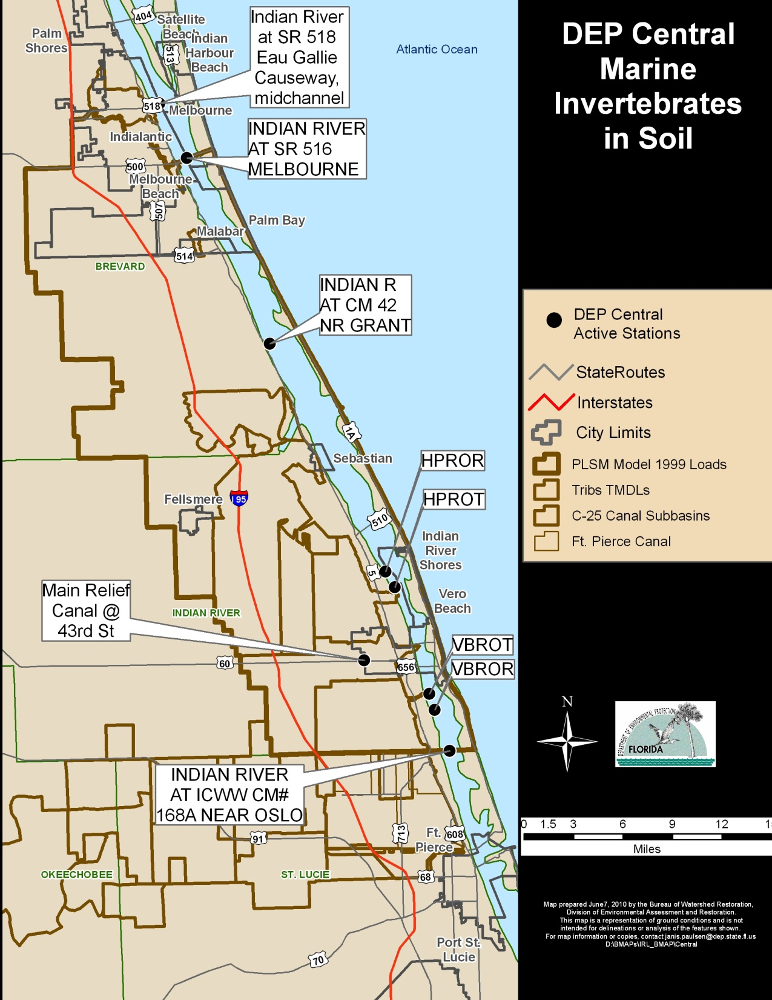 DEP Central
Marine
Invertebrates
in Soil
404
Satellite
Beach
Palm
Shores
513
Indian
Harbour
Beach
Indian River
at SR 518
Eau Gallie
Causeway,
midchannel
Atlantic Ocean
518
Melbourne
INDIAN RIVER
AT SR 516
MELBOURNE
Indialantic
500
Melbourne
Beach
507
Palm Bay
Malabar
514
BREVARD
INDIAN R
AT CM 42
NR GRANT
DEP Central
Active Stations
StateRoutes
Interstates
City Limits
PLSM Model 1999 Loads
Tribs TMDLs
C-25 Canal Subbasins
Ft. Pierce Canal
1A
Sebastian
HPROR
HPROT
Fellsmere
I 95
510
Indian
River
Shores
5
Main Relief
Canal @
43rd St
Vero
Beach
INDIAN RIVER
VBROT
VBROR
60
656
N
DEPARTMENT OF ENVIRONMENTAL PROTECTION
FLORIDA
INDIAN RIVER
AT ICWW CM#
168A NEAR OSLO
713
Ft.
Pierce
608
91
0 1.5 3 6 9 12 15
Miles
OKEECHOBEE
ST. LUCIE
68
Port St.
Lucie
70
Map prepared June7, 2010 by the Bureau of Watershed Restoration,
Division of Environmental Assessment and Restoration.
This map is a representation of ground conditions and is not
intended for delineations or analysis of the features shown.
For map information or copies, contact janis.paulsen@dep.state.fl.us
D:\BMAPs\IRL_BMAP\Central